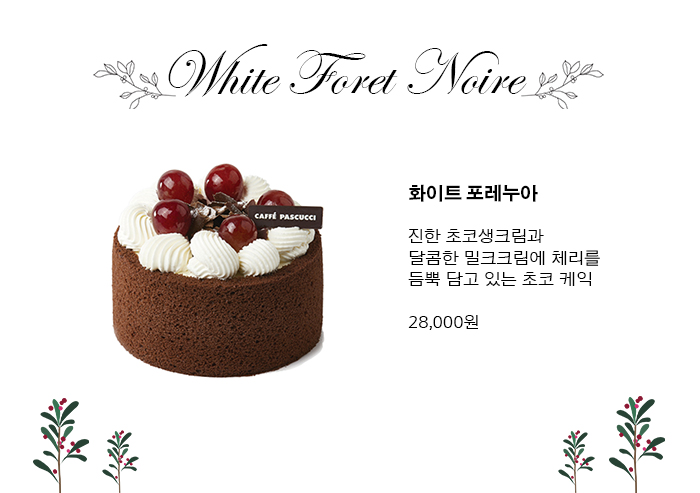 White Foret Noire
CAFFÉ PASCUCCI
화이트 포레누아
진한 초코생크림과
달콤한 밀크크림에 체리를
듬뿍 담고 있는 초코 케익
28,000원